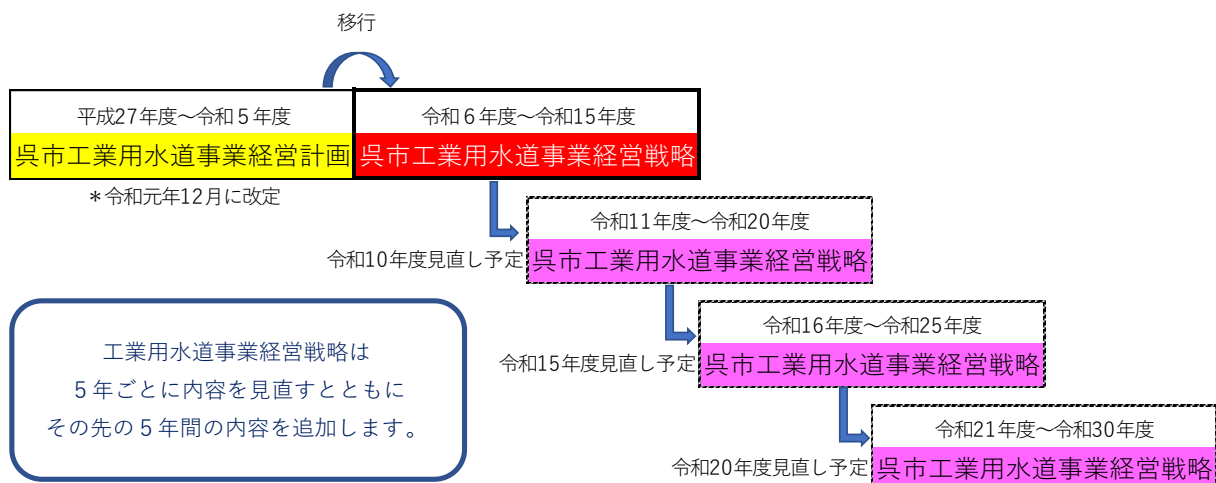 移行
平成27年度～令和５年度
呉市工業用水道事業経営計画
＊令和元年12月に改定
令和６年度～令和15年度
呉市工業用水道事業経営戦略
令和10年度見直し予定
令和11年度～令和20年度
呉市工業用水道事業経営戦略
令和15年度見直し予定
令和16年度～令和25年度
呉市工業用水道事業経営戦略
令和20年度見直し予定
令和21年度～令和30年度
呉市工業用水道事業経営戦略
工業用水道事業経営戦略は
５年ごとに内容を見直すとともに
その先の５年間の内容を追加します。